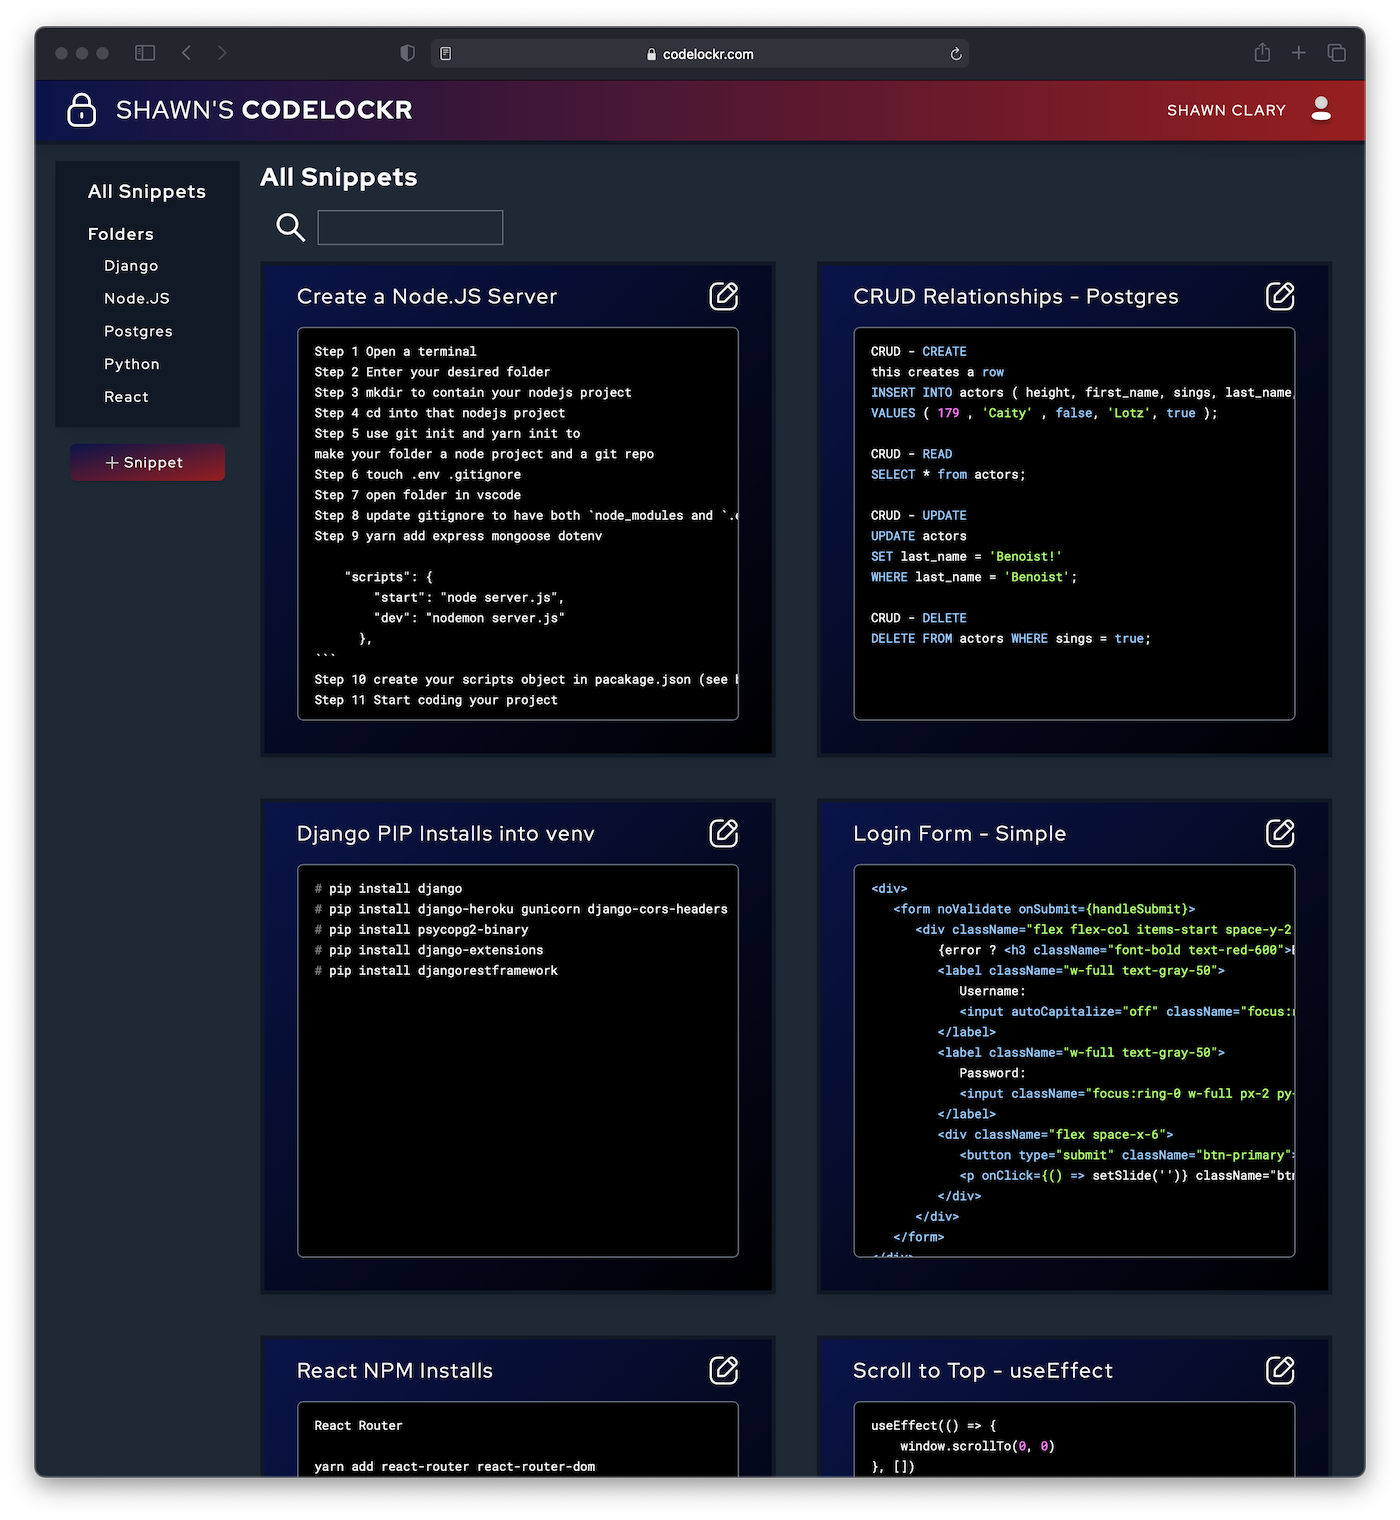 codelockr.com
SHAWN'S CODELOCKR
SHAWN CLARY
All Snippets
Folders
Django
Node.JS
Postgres
Python
React
+ Snippet
All Snippets
Create a Node.JS Server
Step 1 Open a terminal
Step 2 Enter your desired folder
Step 3 mkdir to contain your nodejs project
Step 4 cd into that nodejs project
Step 5 use git init and yarn init to
make your folder a node project and a git repo
Step 6 touch .env .gitignore
Step 7 open folder in vscode
Step 8 update gitignore to have both `node_modules and `.e
Step 9 yarn add express mongoose dotenv
"scripts": {
"start": "node server.js",
"dev": "nodemon server.js"
},
```
Step 10 create your scripts object in pacakage.json (see
Step 11 Start coding your project
CRUD Relationships - Postgres
CRUD - CREATE
this creates a row
INSERT INTO actors ( height, first_name, sings, last_name,
VALUES ( 179 , 'Caity' , false, 'Lotz', true );
CRUD - READ
SELECT * from actors;
CRUD - UPDATE
UPDATE actors
SET last_name = 'Benoist!'
WHERE last_name = 'Benoist';
CRUD - DELETE
DELETE FROM actors WHERE sings = true;
Django PIP Installs into venv
# pip install django
# pip install django-heroku gunicorn django-cors-headers
# pip install psycopg2-binary
# pip install django-extensions
# pip install djangorestframework
Login Form - Simple
<div>
<form noValidate onSubmit={handleSubmit}>
<div className="flex flex-col items-start space-y-2
{error ? <h3 className="font-bold text-red-600">
<label className="w-full text-gray-50">
Username:
<input autoCapitalize="off" className="focus:
</label>
<label className="w-full text-gray-50">
Password:
<input className="focus:ring-0 w-full px-2 py-
</label>
<div className="flex space-x-6">
<button type="submit" className="btn-primary">
<p onClick={() => setSlide('')} className="btn
</div>
</div>
</form>
</div>
React NPM Installs
React Router
yarn add react-router react-router-dom
Scroll to Top - useEffect
useEffect(() => {
window.scrollTo(0, 0)
}, [])